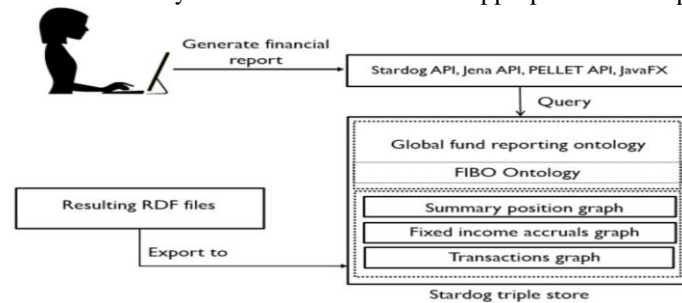 Generate financial
report
Stardog API, Jena API, PELLET API, JavaFX
Query
Global fund reporting ontology
FIBO Ontology
Resulting RDF files
Summary position graph
Fixed income accruals graph
Export to
Transactions graph
Stardog triple store